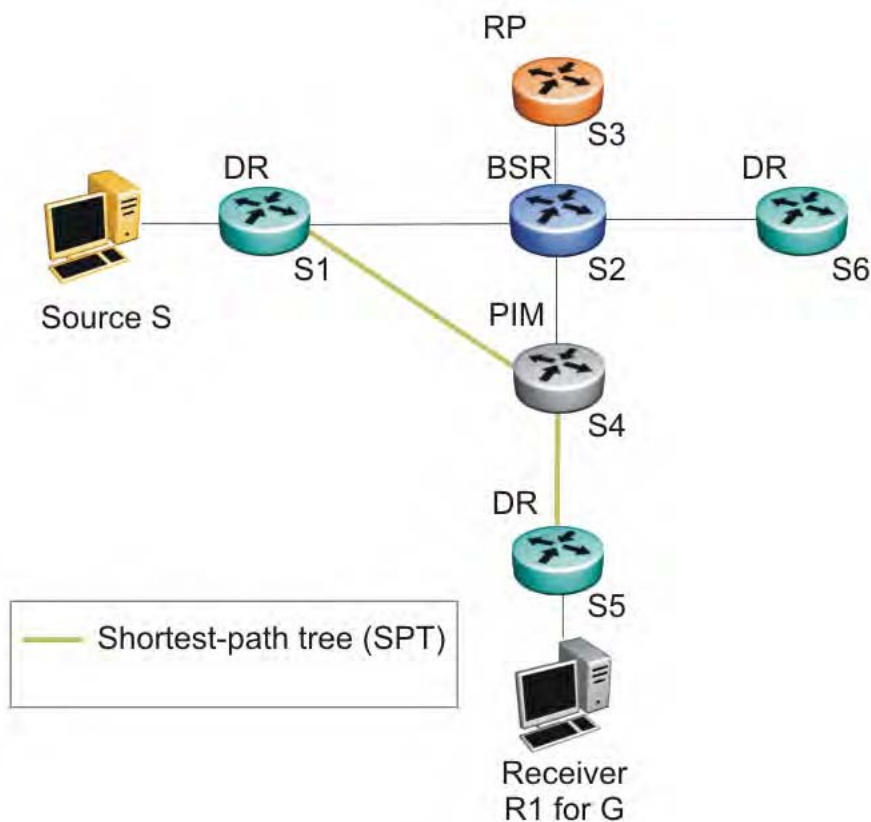 RP
S3
DR
BSR
DR
S1
S2
S6
Source S
PIM
S4
DR
S5
Shortest-path tree (SPT)
Receiver
R1 for G